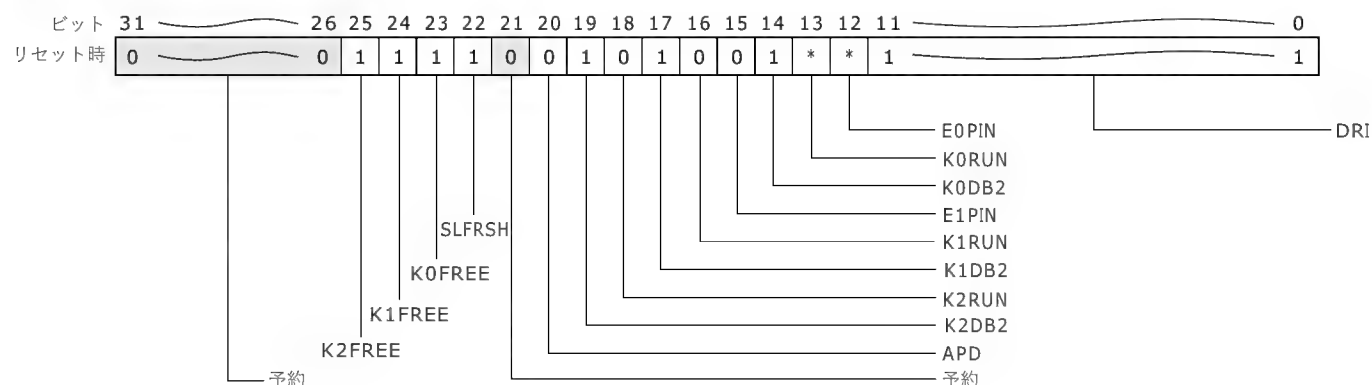 ビット 31 26 25 24 23 22 21 20 19 18 17 16 15 14 13 12 11 0
リセット時 0 0 1 1 1 1 0 0 1 0 1 0 0 1 * * 1 1
E0PIN DRI
K0RUN
K0DB2
E1PIN
SLFRSH
K1RUN
K0FREE
K1DB2
K2RUN
K1FREE
K2DB2
K2FREE
APD
予約 予約